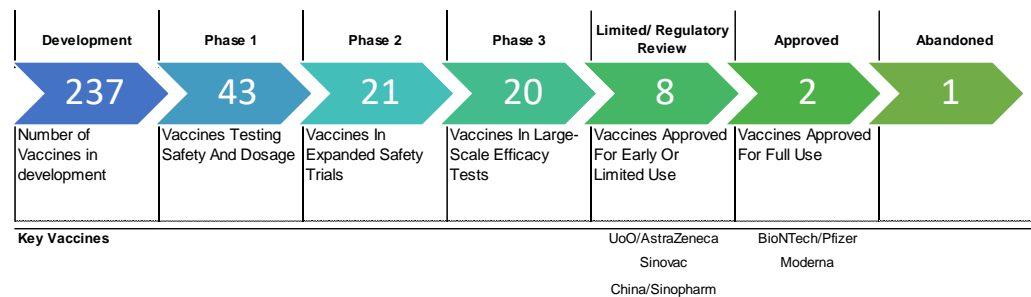 Development
Phase 1
Phase 2
Phase 3
Limited/ Regulatory
Review
Approved
Abandoned
237
43
21
20
8
2
1
Number of
Vaccines in
development
Vaccines Testing
Safety And Dosage
Vaccines In
Expanded Safety
Trials
Vaccines In Large-
Scale Efficacy
Tests
Vaccines Approved
For Early Or
Limited Use
Vaccines Approved
For Full Use
Key Vaccines
UoO/AstraZeneca
BioNTech/Pfizer
Sinovac
Moderna
China/Sinopharm